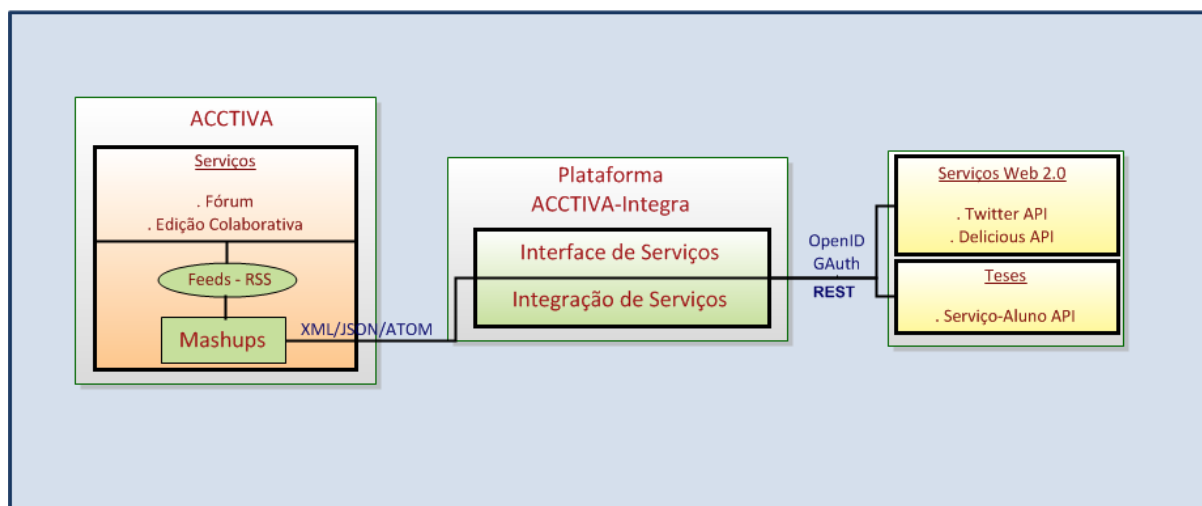 ACCTIVA
Serviços
. Fórum
. Edição Colaborativa
Feeds - RSS
Mashups
XML/JSON/ATOM
Plataforma
ACCTIVA-Integra
Interface de Serviços
Integração de Serviços
OpenID
GAuth
REST
Serviços Web 2.0
. Twitter API
. Delicious API
Teses
. Serviço-Aluno API